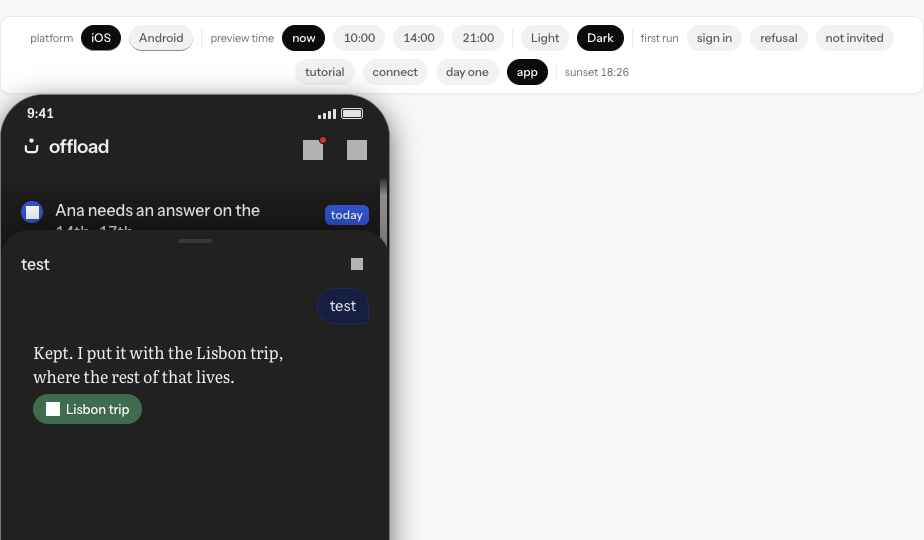 platform iOS Android preview time now 10:00 14:00 21:00 Light Dark first run sign in refusal not invited
tutorial connect day one app sunset 18:26
9:41
offload
Ana needs an answer on the
today
14th–17th
test
test
Kept. I put it with the Lisbon trip,
where the rest of that lives.
Lisbon trip